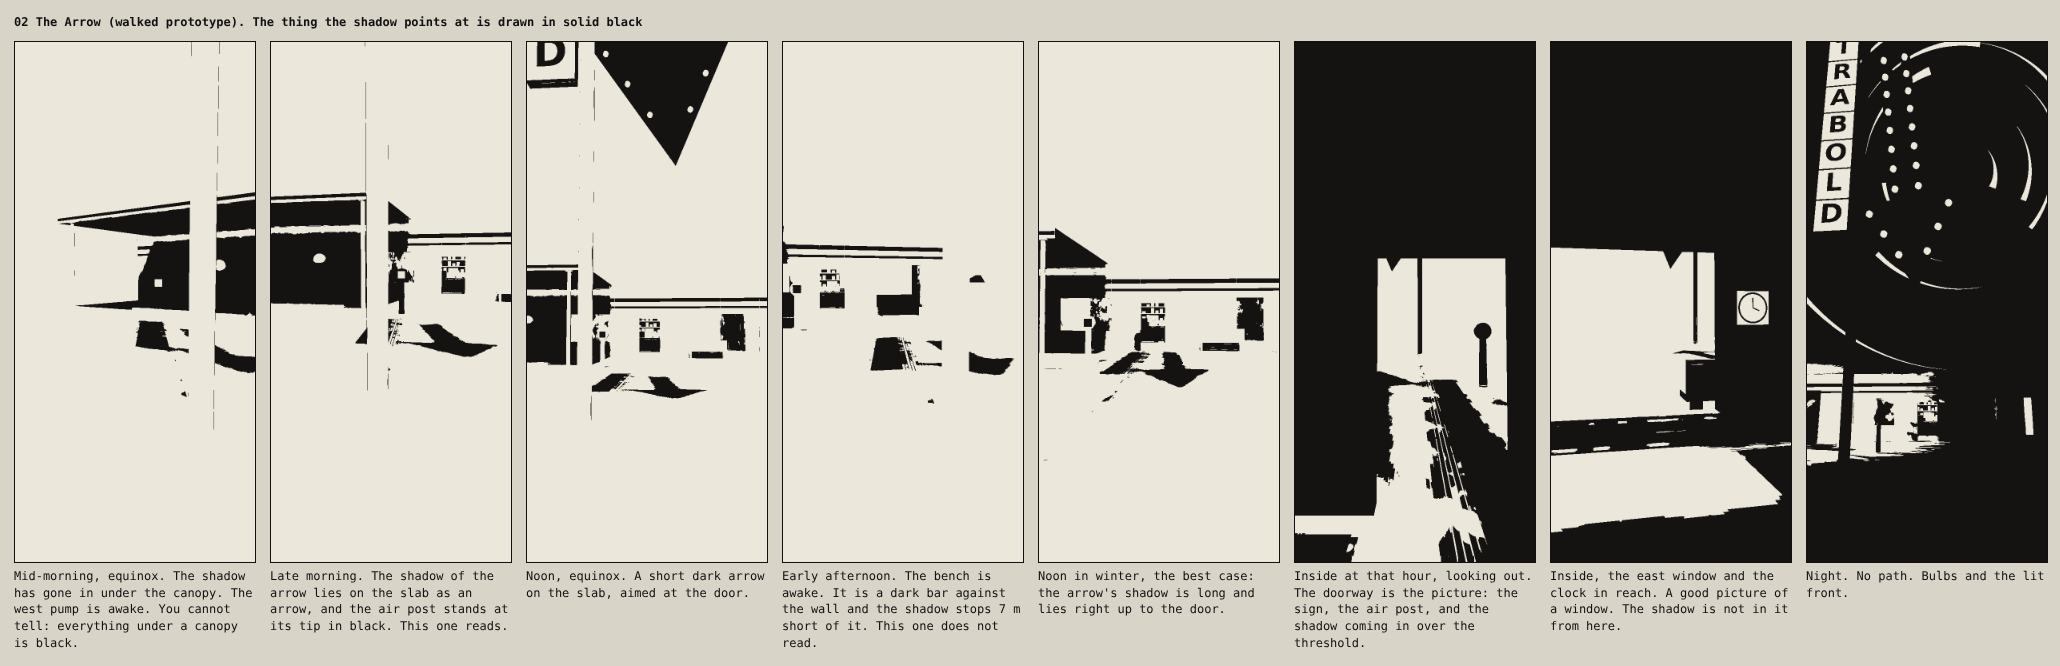 02 The Arrow (walked prototype). The thing the shadow points at is drawn in solid black
D
T
R
A
B
O
L
D
Mid-morning, equinox. The shadow
has gone in under the canopy. The
west pump is awake. You cannot
tell: everything under a canopy
is black.
Late morning. The shadow of the
arrow lies on the slab as an
arrow, and the air post stands at
its tip in black. This one reads.
Noon, equinox. A short dark arrow
on the slab, aimed at the door.
Early afternoon. The bench is
awake. It is a dark bar against
the wall and the shadow stops 7 m
short of it. This one does not
read.
Noon in winter, the best case:
the arrow's shadow is long and
lies right up to the door.
Inside at that hour, looking out.
The doorway is the picture: the
sign, the air post, and the
shadow coming in over the
threshold.
Inside, the east window and the
clock in reach. A good picture of
a window. The shadow is not in it
from here.
Night. No path. Bulbs and the lit
front.